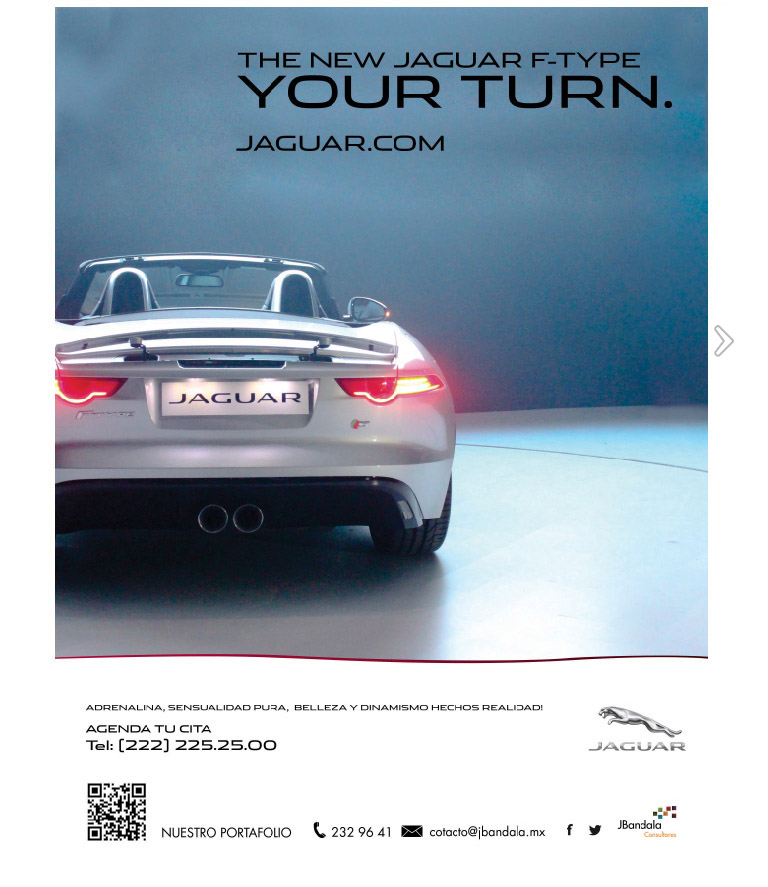 THE NEW JAGUAR F-TYPE
YOUR TURN.
JAGUAR.COM
JAGUAR
ADRENALINA, SENSUALIDAD PURA, BELLEZA Y DINAMISMO HECHOS REALIDAD!
AGENDA TU CITA
Tel: (222) 225.25.00
JAGUAR
NUESTRO PORTAFOLIO 232 96 41 cotacto@jbandala.mx
JBandala
Consultores